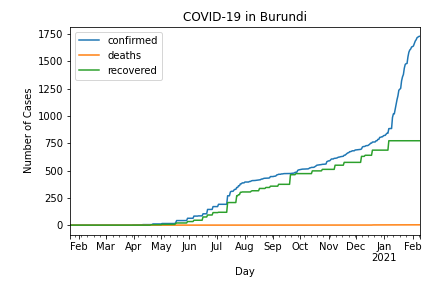 COVID-19 in Burundi
confirmed
deaths
recovered
Number of Cases
1750
1500
1250
1000
750
500
250
0
Feb Mar Apr May Jun Jul Aug Sep Oct Nov Dec Jan Feb
2021
Day